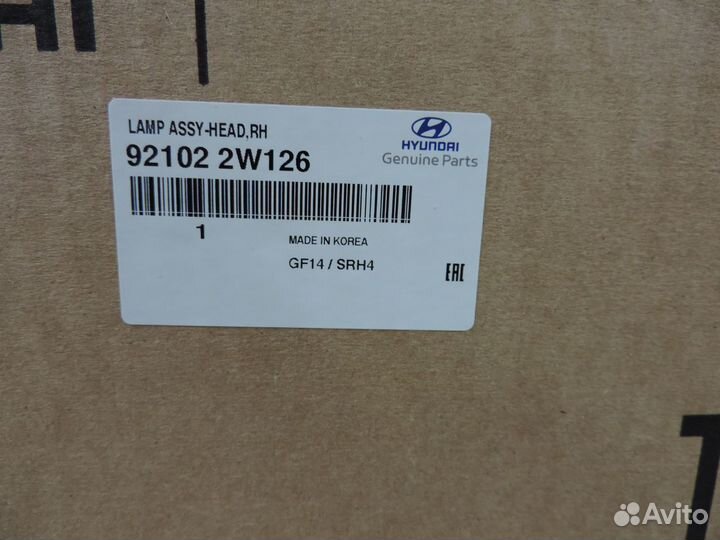 LAMP ASSY-HEAD,RH
HYUNDAI
Genuine Parts
92102 2W126
1
MADE IN KOREA
GF14 / SRH4
EAC
Avito